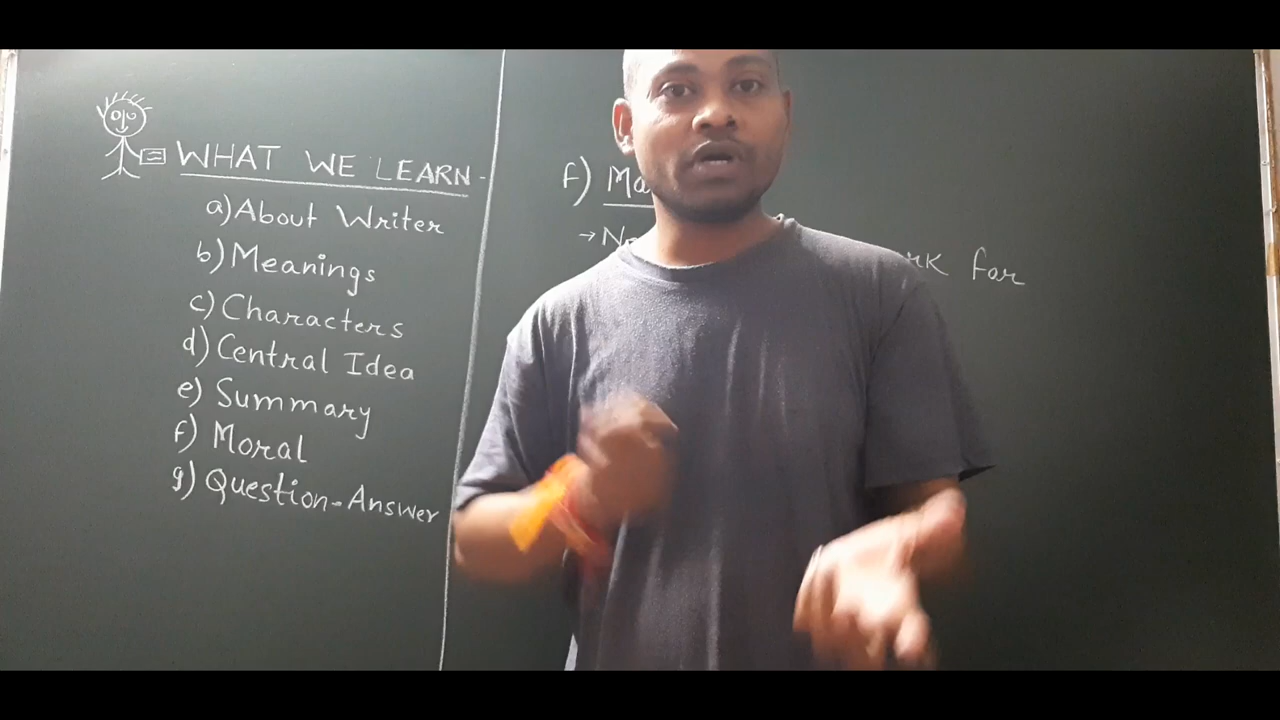 WHAT WE LEARN -
a) About Writer
b) Meanings
c) Characters
d) Central Idea
e) Summary
f) Moral
g) Question-Answer
f)
→
for